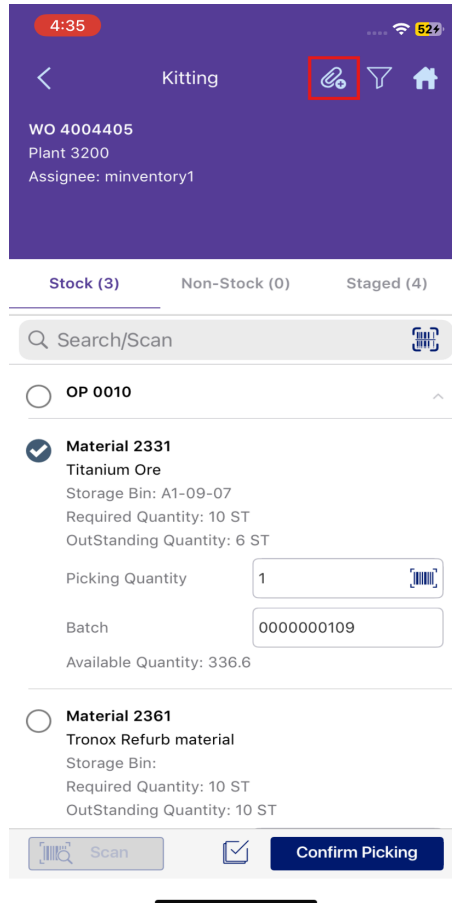 4:35
52
Kitting
WO 4004405
Plant 3200
Assignee: minventory1
Stock (3) Non-Stock (0) Staged (4)
Search/Scan
OP 0010
Material 2331
Titanium Ore
Storage Bin: A1-09-07
Required Quantity: 10 ST
OutStanding Quantity: 6 ST
Picking Quantity 1
Batch 0000000109
Available Quantity: 336.6
Material 2361
Tronox Refurb material
Storage Bin:
Required Quantity: 10 ST
OutStanding Quantity: 10 ST
Scan Confirm Picking